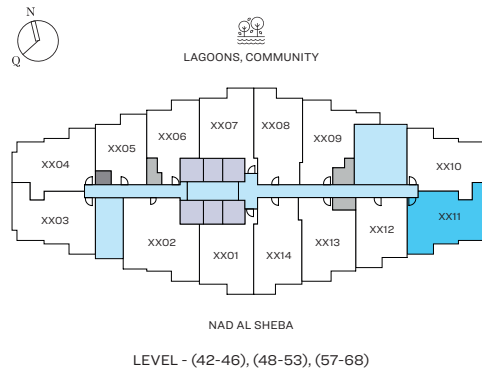 N
Q
LAGOONS, COMMUNITY
XX07
XX08
XX06
XX09
XX05
XX04
XX10
XX03
XX11
XX02
XX12
XX13
XX01
XX14
NAD AL SHEBA
LEVEL - (42-46), (48-53), (57-68)